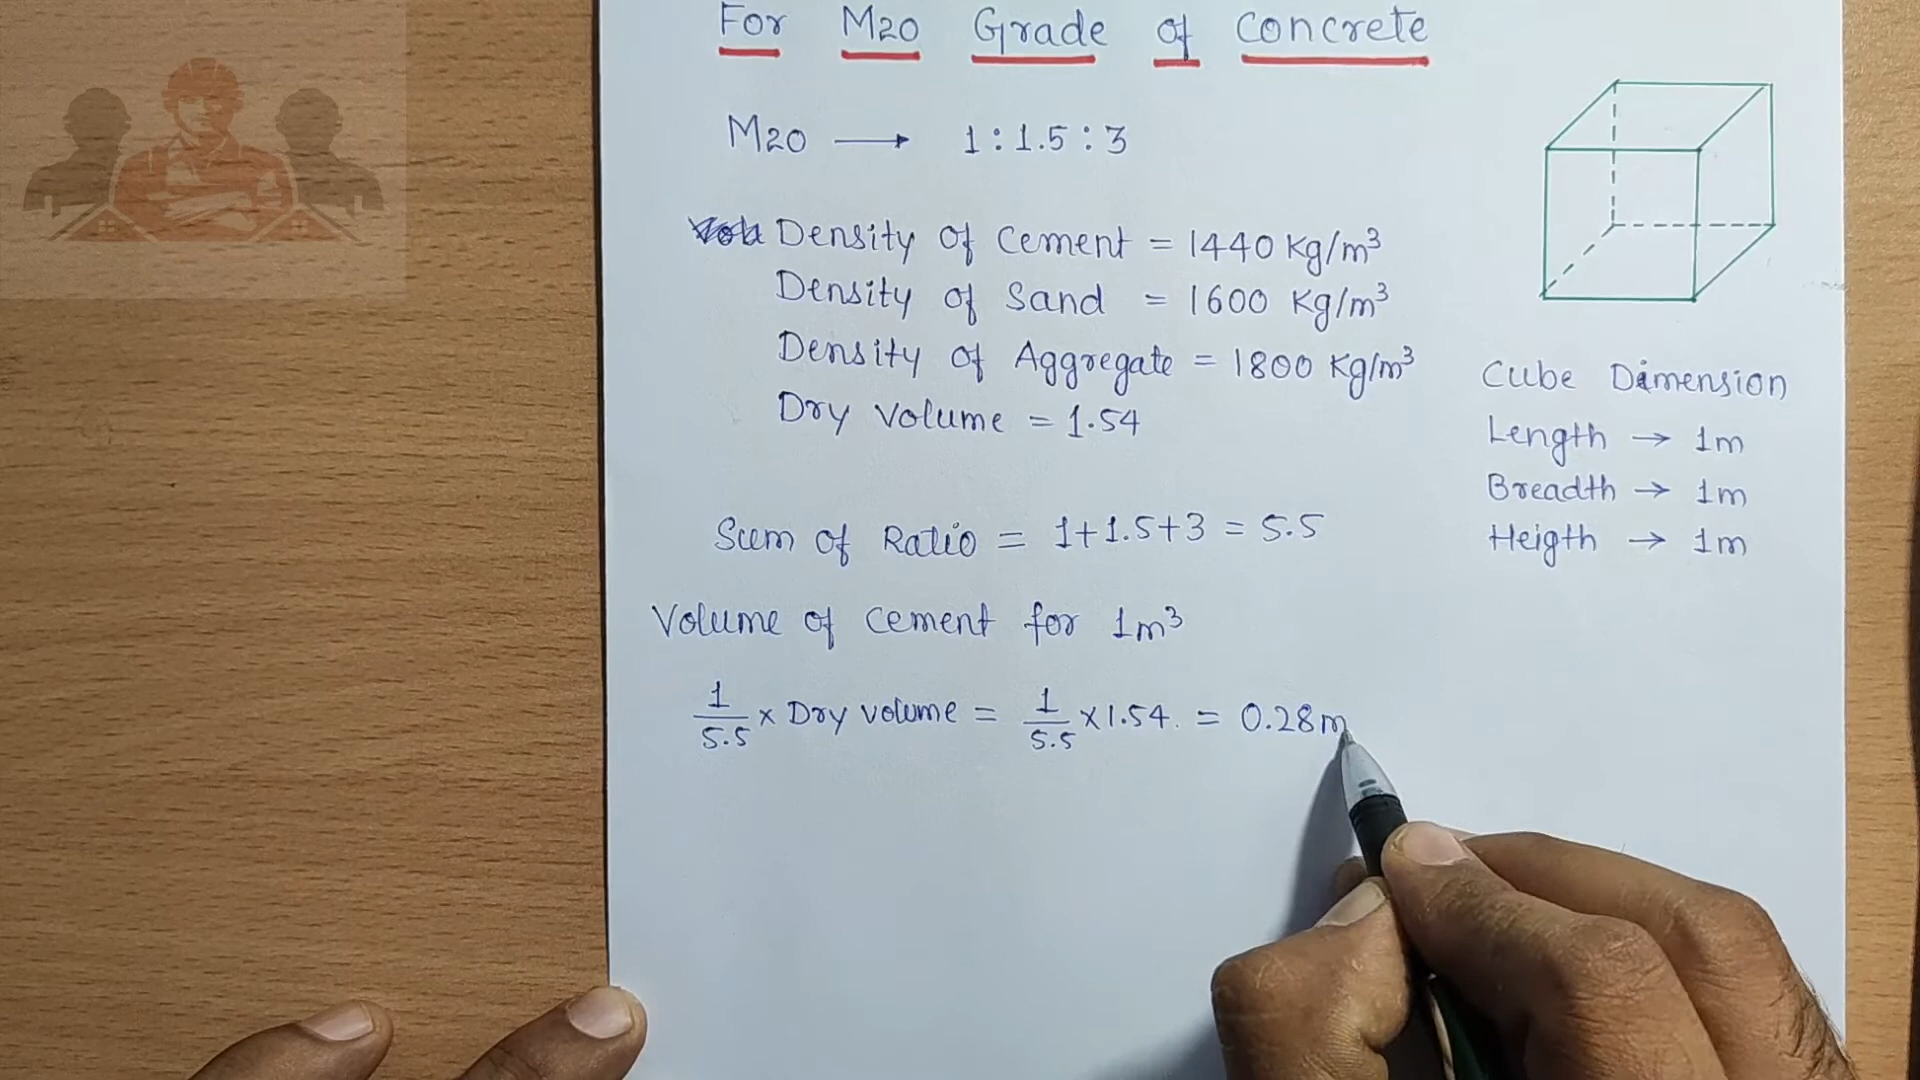 For M20 Grade of Concrete
M20 → 1 : 1.5 : 3
Density of Cement = 1440 Kg/m³
Density of Sand = 1600 Kg/m³
Density of Aggregate = 1800 Kg/m³
Dry Volume = 1.54
Cube Dimension
Length → 1m
Breadth → 1m
Heigth → 1m
Sum of Ratio = 1+1.5+3 = 5.5
Volume of Cement for 1m³
1/5.5 × Dry Volume = 1/5.5 × 1.54. = 0.28m